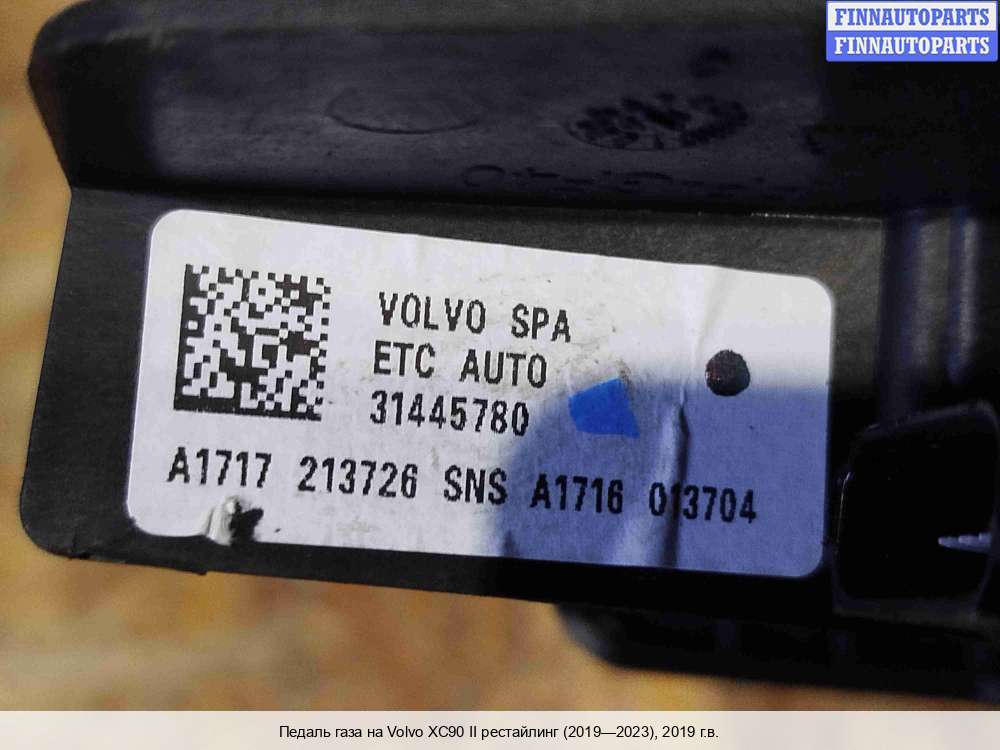 FINNAUTOPARTS
FINNAUTOPARTS
VOLVO SPA
ETC AUTO
31445780
A1717 213726 SNS A1716 013704
Педаль газа на Volvo XC90 II рестайлинг (2019—2023), 2019 г.в.